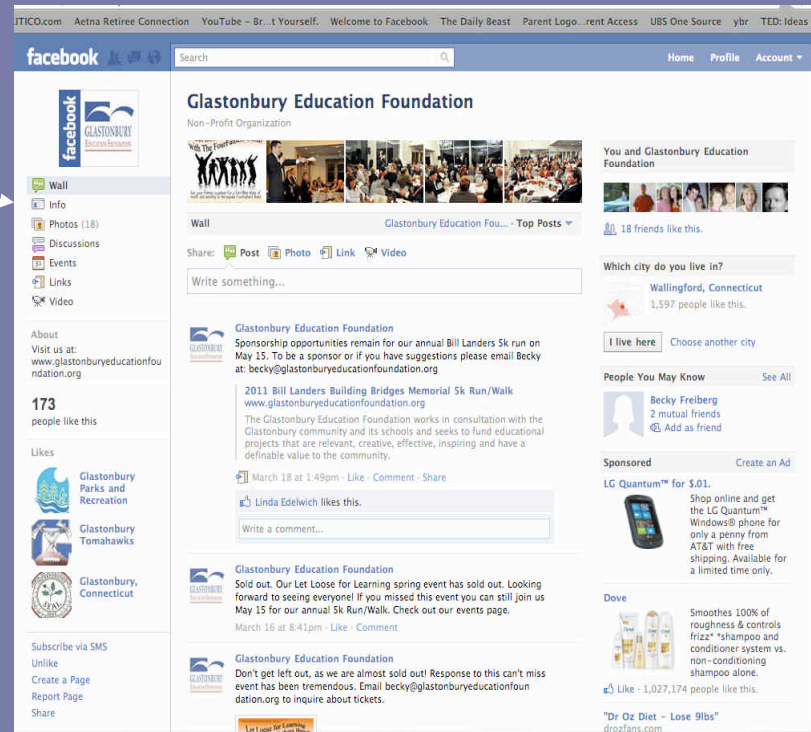 ITICO.com Aetna Retiree Connection YouTube - Br...t Yourself. Welcome to Facebook The Daily Beast Parent Logo...rent Access UBS One Source ybr TED: Ideas
facebook
Search
Home Profile Account
facebook
GLASTONBURY
EDUCATION FOUNDATION
Wall
Info
Photos (18)
Discussions
Events
Links
Video
About
Visit us at:
www.glastonburyeducationfou
ndation.org
173
people like this
Likes
Glastonbury
Parks and
Recreation
Glastonbury
Tomahawks
Glastonbury,
Connecticut
Subscribe via SMS
Unlike
Create a Page
Report Page
Share
Glastonbury Education Foundation
Non-Profit Organization
Wall
Glastonbury Education Fou... · Top Posts
Share: Post Photo Link Video
Write something...
Glastonbury Education Foundation
Sponsorship opportunities remain for our annual Bill Landers 5k run on
May 15. To be a sponsor or if you have suggestions please email Becky
at: becky@glastonburyeducationfoundation.org
2011 Bill Landers Building Bridges Memorial 5k Run/Walk
www.glastonburyeducationfoundation.org
The Glastonbury Education Foundation works in consultation with the
Glastonbury community and its schools and seeks to fund educational
projects that are relevant, creative, effective, inspiring and have a
definable value to the community.
March 18 at 1:49pm · Like · Comment · Share
Linda Edelwich likes this.
Write a comment...
Glastonbury Education Foundation
Sold out. Our Let Loose for Learning spring event has sold out. Looking
forward to seeing everyone! If you missed this event you can still join us
May 15 for our annual 5k Run/Walk. Check out our events page.
March 16 at 8:41pm · Like · Comment
Glastonbury Education Foundation
Don't get left out, as we are almost sold out! Response to this can't miss
event has been tremendous. Email becky@glastonburyeducationfoun
dation.org to inquire about tickets.
Let Loose for Learning
You and Glastonbury Education
Foundation
18 friends like this.
Which city do you live in?
Wallingford, Connecticut
1,597 people like this.
I live here Choose another city
People You May Know See All
Becky Freiberg
2 mutual friends
Add as friend
Sponsored Create an Ad
LG Quantum™ for $.01.
Shop online and get
the LG Quantum™
Windows® phone for
only a penny from
AT&T with free
shipping. Available for
a limited time only.
Dove
Smoothes 100% of
roughness & controls
frizz* *shampoo and
conditioner system vs.
non-conditioning
shampoo alone.
Like · 1,027,174 people like this.
"Dr Oz Diet - Lose 9lbs"
drozfans.com